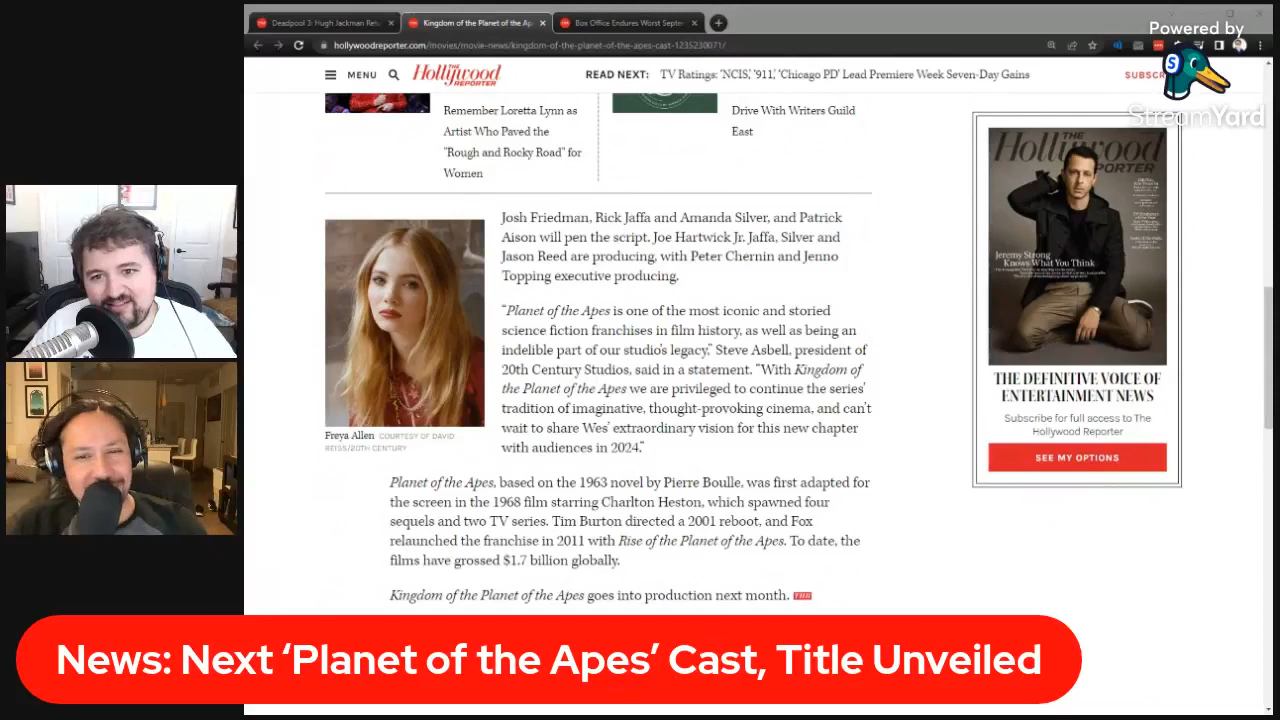 Deadpool 3: Hugh Jackman Retu
Kingdom of the Planet of the Ap
Box Office Endures Worst Septem
Powered by
StreamYard
hollywoodreporter.com/movies/movie-news/kingdom-of-the-planet-of-the-apes-cast-1235230071/
MENU
Hollywood
REPORTER
READ NEXT: TV Ratings: ‘NCIS,’ ‘911,’ ‘Chicago PD’ Lead Premiere Week Seven-Day Gains
SUBSCR
Remember Loretta Lynn as
Artist Who Paved the
“Rough and Rocky Road” for
Women
Drive With Writers Guild
East
Josh Friedman, Rick Jaffa and Amanda Silver, and Patrick
Aison will pen the script. Joe Hartwick Jr. Jaffa, Silver and
Jason Reed are producing, with Peter Chernin and Jenno
Topping executive producing.
“Planet of the Apes is one of the most iconic and storied
science fiction franchises in film history, as well as being an
indelible part of our studio’s legacy,” Steve Asbell, president of
20th Century Studios, said in a statement. “With Kingdom of
the Planet of the Apes we are privileged to continue the series’
tradition of imaginative, thought-provoking cinema, and can’t
wait to share Wes’ extraordinary vision for this new chapter
with audiences in 2024.”
Freya Allen COURTESY OF DAVID
REISS/20TH CENTURY
Planet of the Apes, based on the 1963 novel by Pierre Boulle, was first adapted for
the screen in the 1968 film starring Charlton Heston, which spawned four
sequels and two TV series. Tim Burton directed a 2001 reboot, and Fox
relaunched the franchise in 2011 with Rise of the Planet of the Apes. To date, the
films have grossed $1.7 billion globally.
Kingdom of the Planet of the Apes goes into production next month. THR
THE
Hollywood
REPORTER
Jeremy Strong
Knows What You Think
THE DEFINITIVE VOICE OF
ENTERTAINMENT NEWS
Subscribe for full access to The
Hollywood Reporter
SEE MY OPTIONS
News: Next ‘Planet of the Apes’ Cast, Title Unveiled